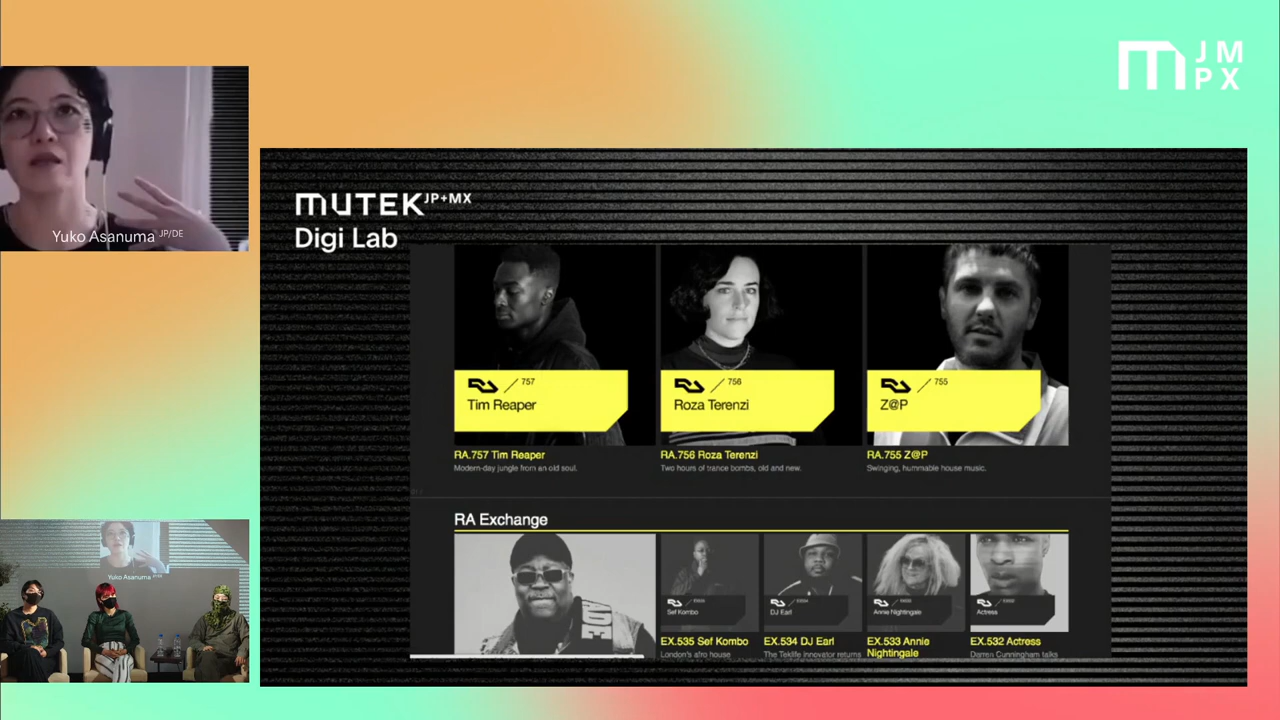 JM
PX
Yuko Asanuma JP/DE
MUTEK JP+MX
Digi Lab
757
Tim Reaper
756
Roza Terenzi
755
Z@P
RA.757 Tim Reaper
Modern-day jungle from an old soul.
RA.756 Roza Terenzi
Two hours of trance bombs, old and new.
RA.755 Z@P
Swinging, hummable house music.
RA Exchange
Sef Kombo
DJ Earl
Annie Nightingale
Actress
EX.535 Sef Kombo
London's afro house
EX.534 DJ Earl
The Teklife innovator returns
EX.533 Annie
Nightingale
EX.532 Actress
Darren Cunningham talks
Yuko Asanuma